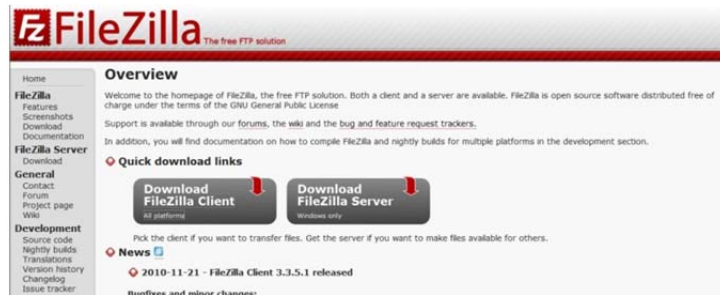 FileZilla The free FTP solution
Home
FileZilla
Features
Screenshots
Download
Documentation
FileZilla Server
Download
General
Contact
Forum
Project page
Wiki
Development
Source code
Nightly builds
Translations
Version history
Changelog
Issue tracker
Overview
Welcome to the homepage of FileZilla, the free FTP solution. Both a client and a server are available. FileZilla is open source software distributed free of
charge under the terms of the GNU General Public License
Support is available through our forums, the wiki and the bug and feature request trackers.
In addition, you will find documentation on how to compile FileZilla and nightly builds for multiple platforms in the development section.
Quick download links
Download
FileZilla Client
All platforms
Download
FileZilla Server
Windows only
Pick the client if you want to transfer files. Get the server if you want to make files available for others.
News
2010-11-21 - FileZilla Client 3.3.5.1 released
Bugfixes and minor changes: